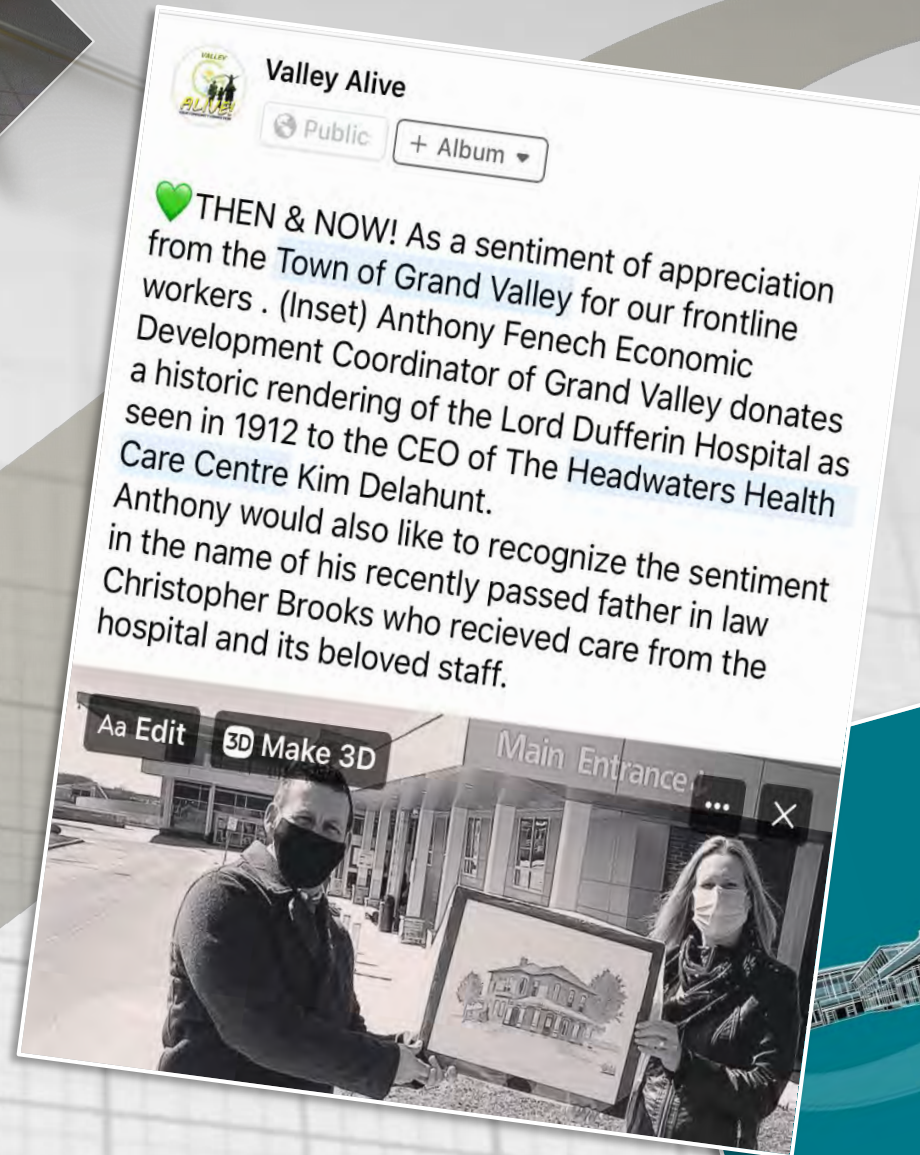 VALLEY
ALIVE!
Valley Alive
Public
+ Album
💚THEN & NOW! As a sentiment of appreciation
from the Town of Grand Valley for our frontline
workers . (Inset) Anthony Fenech Economic
Development Coordinator of Grand Valley donates
a historic rendering of the Lord Dufferin Hospital as
seen in 1912 to the CEO of The Headwaters Health
Care Centre Kim Delahunt.
Anthony would also like to recognize the sentiment
in the name of his recently passed father in law
Christopher Brooks who recieved care from the
hospital and its beloved staff.
Aa Edit
3D Make 3D
Main Entrance